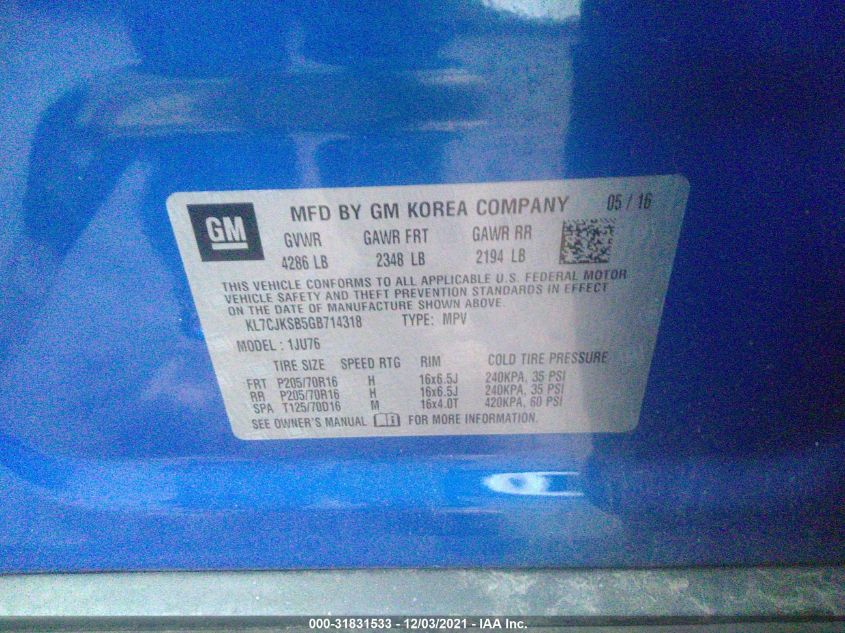 GM
MFD BY GM KOREA COMPANY 05 / 16
GVWR GAWR FRT GAWR RR
4286 LB 2348 LB 2194 LB
THIS VEHICLE CONFORMS TO ALL APPLICABLE U.S. FEDERAL MOTOR
VEHICLE SAFETY AND THEFT PREVENTION STANDARDS IN EFFECT
ON THE DATE OF MANUFACTURE SHOWN ABOVE.
KL7CJKSB5GB714318 TYPE: MPV
MODEL : 1JU76
TIRE SIZE SPEED RTG RIM COLD TIRE PRESSURE
FRT P205/70R16 H 16x6.5J 240KPA, 35 PSI
RR P205/70R16 H 16x6.5J 240KPA, 35 PSI
SPA T125/70D16 M 16x4.0T 420KPA, 60 PSI
SEE OWNER'S MANUAL FOR MORE INFORMATION.
000-31831533 - 12/03/2021 - IAA Inc.